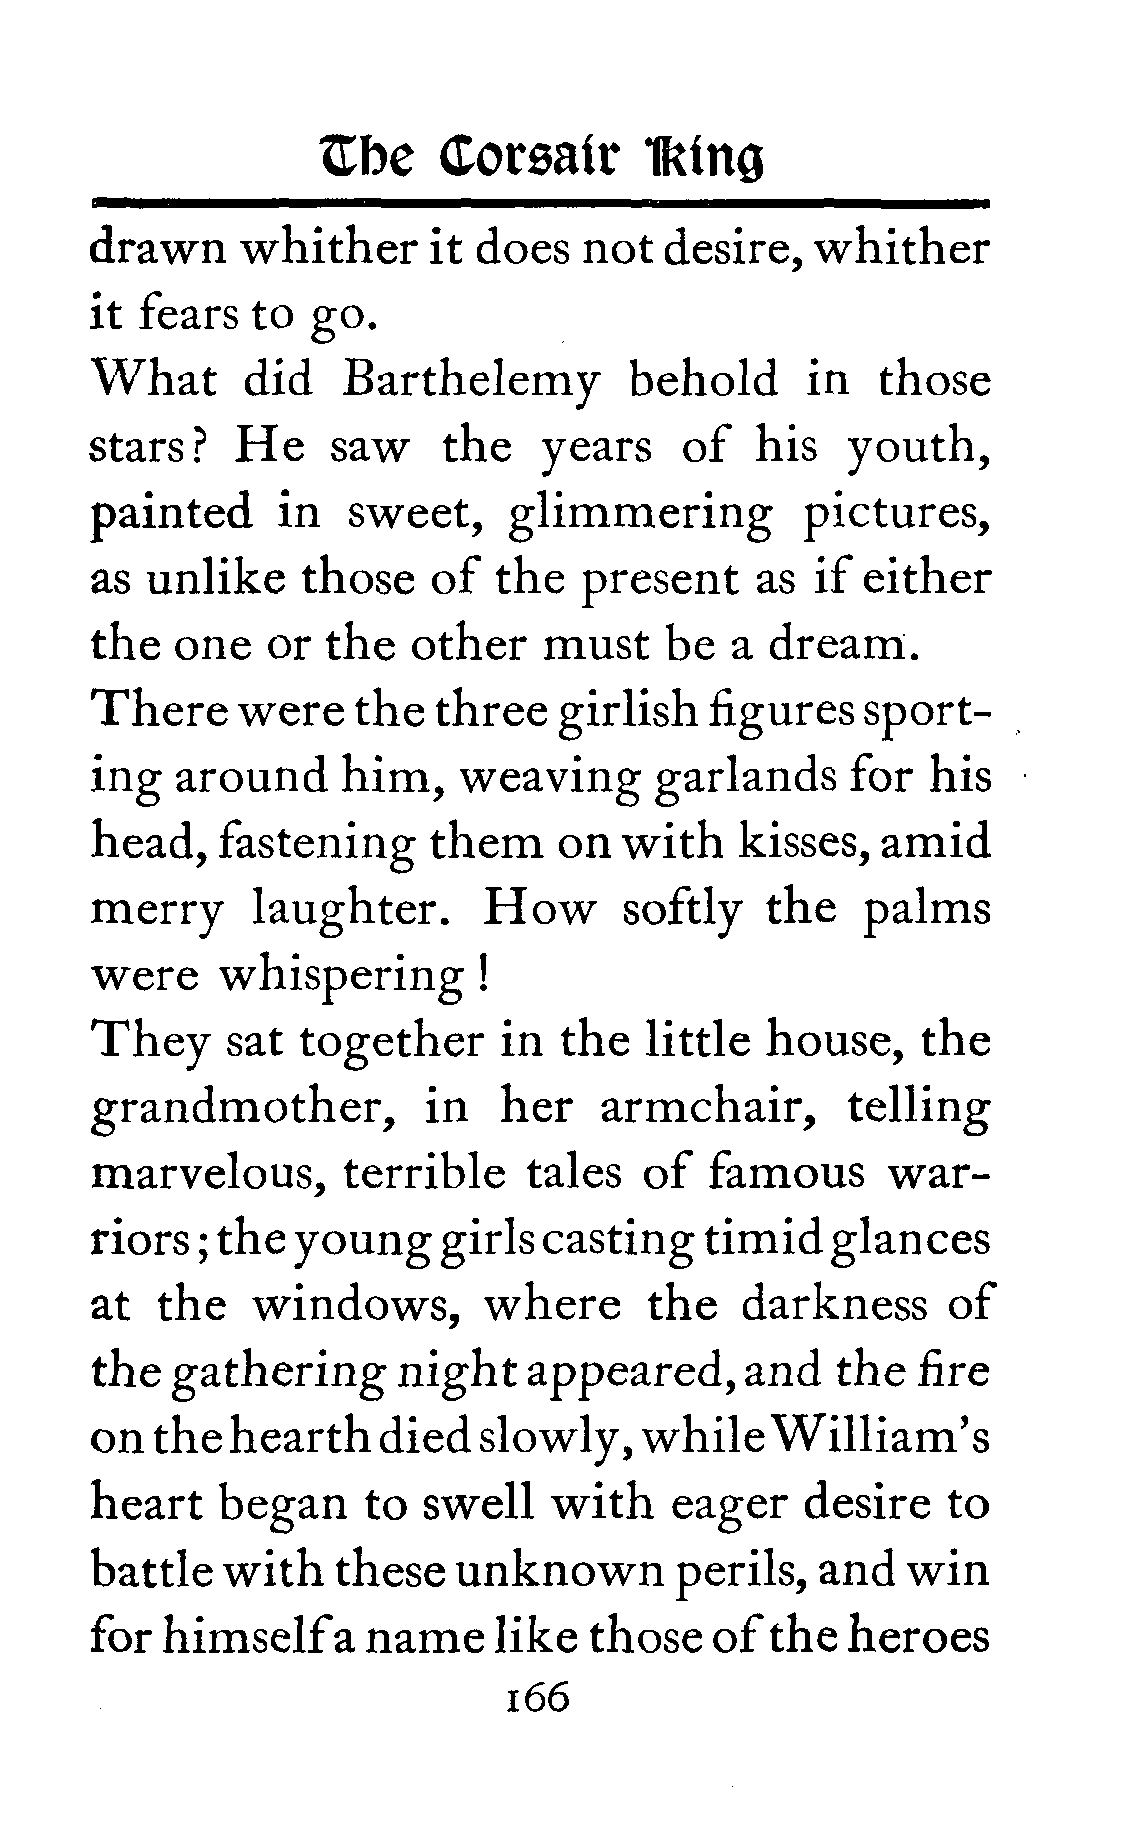 The Corsair King
drawn whither it does not desire, whither
it fears to go.
What did Barthelemy behold in those
stars? He saw the years of his youth,
painted in sweet, glimmering pictures,
as unlike those of the present as if either
the one or the other must be a dream.
There were the three girlish figures sport-
ing around him, weaving garlands for his
head, fastening them on with kisses, amid
merry laughter. How softly the palms
were whispering!
They sat together in the little house, the
grandmother, in her armchair, telling
marvelous, terrible tales of famous war-
riors; the young girls casting timid glances
at the windows, where the darkness of
the gathering night appeared, and the fire
on the hearth died slowly, while William's
heart began to swell with eager desire to
battle with these unknown perils, and win
for himself a name like those of the heroes
166